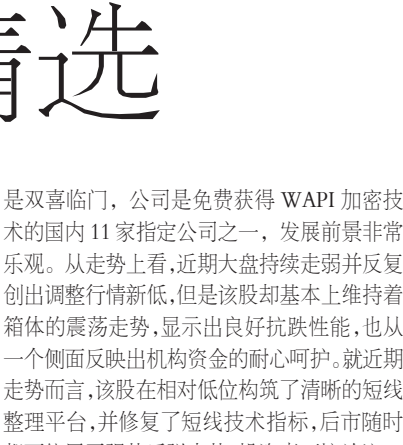 精选
是双喜临门，公司是免费获得 WAPI 加密技
术的国内 11 家指定公司之一，发展前景非常
乐观。从走势上看,近期大盘持续走弱并反复
创出调整行情新低,但是该股却基本上维持着
箱体的震荡走势,显示出良好抗跌性能,也从
一个侧面反映出机构资金的耐心呵护。就近期
走势而言,该股在相对低位构筑了清晰的短线
整理平台,并修复了短线技术指标,后市随时